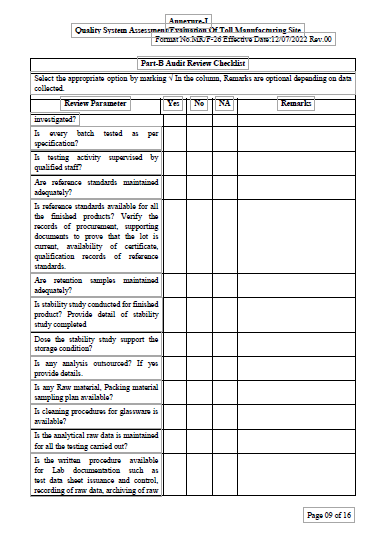 Annexure-I
Quality System Assessment/Evaluation Of Toll Manufacturing Site
Format No:MR/F-26 Effective Date:12/07/2022 Rev.00
Part-B Audit Review Checklist
Select the appropriate option by marking √ In the column, Remarks are optional depending on data
collected.
Review Parameter Yes No NA Remarks
investigated?
Is every batch tested as per
specification?
Is testing activity supervised by
qualified staff?
Are reference standards maintained
adequately?
Is reference standards available for all
the finished products? Verify the
records of procurement, supporting
documents to prove that the lot is
current, availability of certificate,
qualification records of reference
standards.
Are retention samples maintained
adequately?
Is stability study conducted for finished
product? Provide detail of stability
study completed
Dose the stability study support the
storage condition?
Is any analysis outsourced? If yes
provide details.
Is any Raw material, Packing material
sampling plan available?
Is cleaning procedures for glassware is
available?
Is the analytical raw data is maintained
for all the testing carried out?
Is the written procedure available
for Lab documentation such as
test data sheet issuance and control,
recording of raw data, archiving of raw
Page 09 of 16